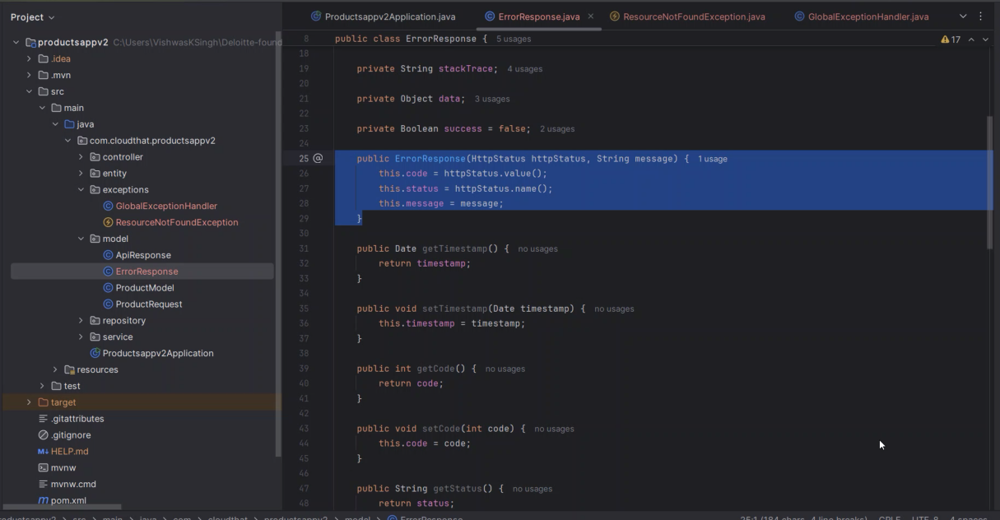 Project
Productsappv2Application.java
ErrorResponse.java
ResourceNotFoundException.java
GlobalExceptionHandler.java
productsappv2 C:\Users\VishwasKSingh\Deloitte-found
.idea
.mvn
src
main
java
com.cloudthat.productsappv2
controller
entity
exceptions
GlobalExceptionHandler
ResourceNotFoundException
model
ApiResponse
ErrorResponse
ProductModel
ProductRequest
repository
service
Productsappv2Application
resources
test
target
.gitattributes
.gitignore
HELP.md
mvnw
mvnw.cmd
pom.xml
8 public class ErrorResponse { 5 usages
17
18
19 private String stackTrace; 4 usages
20
21 private Object data; 3 usages
22
23 private Boolean success = false; 2 usages
24
25 @ public ErrorResponse(HttpStatus httpStatus, String message) { 1 usage
26 this.code = httpStatus.value();
27 this.status = httpStatus.name();
28 this.message = message;
29 }
30
31 public Date getTimestamp() { no usages
32 return timestamp;
33 }
34
35 public void setTimestamp(Date timestamp) { no usages
36 this.timestamp = timestamp;
37 }
38
39 public int getCode() { no usages
40 return code;
41 }
42
43 public void setCode(int code) { no usages
44 this.code = code;
45 }
46
47 public String getStatus() { no usages
48 return status;
productsappv2 > src > main > java > com > cloudthat > productsappv2 > model > ErrorResponse
25:1 (184 chars, 4 line breaks) CRLF UTF-8 4 spaces